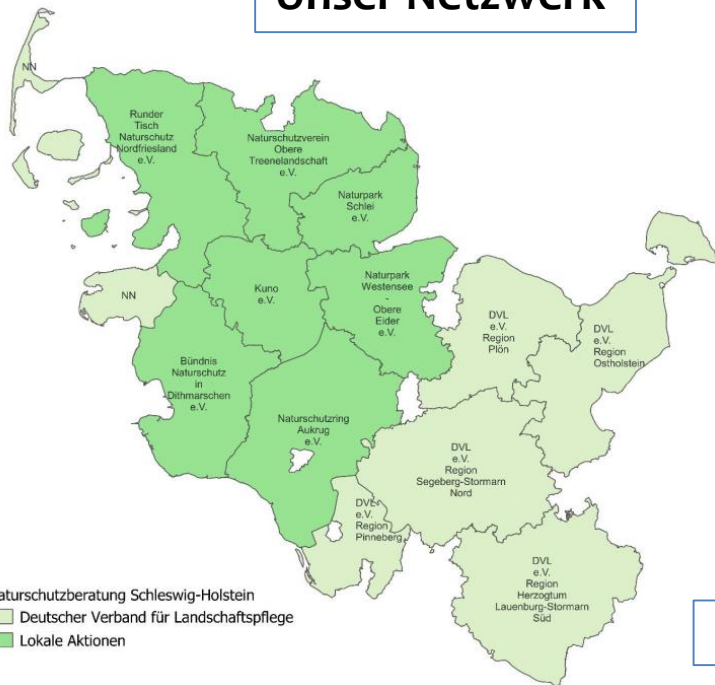 Unser Netzwerk
NN
Runder
Tisch
Naturschutz
Nordfriesland
e.V.
Naturschutzverein
Obere
Treenelandschaft
e.V.
Naturpark
Schlei
e.V.
NN
Kuno
e.V.
Naturpark
Westensee
-
Obere
Eider
e.V.
DVL
e.V.
Region
Plön
DVL
e.V.
Region
Ostholstein
Bündnis
Naturschutz
in
Dithmarschen
e.V.
Naturschutzring
Aukrug
e.V.
DVL
e.V.
Region
Segeberg-Stormarn
Nord
DVL
e.V.
Region
Pinneberg
DVL
e.V.
Region
Herzogtum
Lauenburg-Stormarn
Süd
aturschutzberatung Schleswig-Holstein
Deutscher Verband für Landschaftspflege
Lokale Aktionen